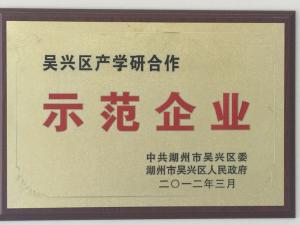 吴兴区产学研合作
示范企业
中共湖州市吴兴区委
湖州市吴兴区人民政府
二〇一二年三月